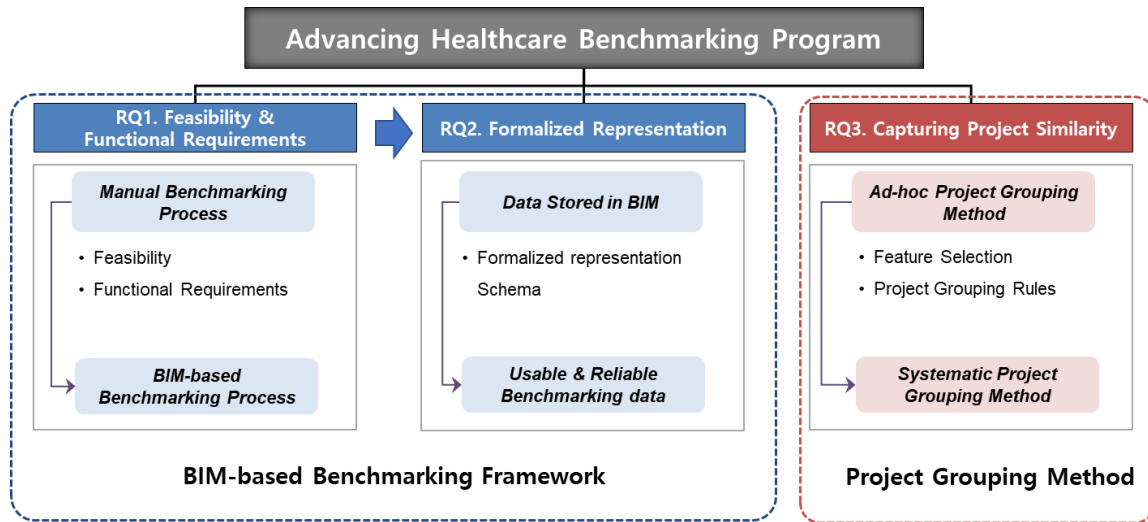 Advancing Healthcare Benchmarking Program
RQ1. Feasibility &
Functional Requirements
Manual Benchmarking
Process
• Feasibility
• Functional Requirements
BIM-based
Benchmarking Process
RQ2. Formalized Representation
Data Stored in BIM
• Formalized representation
Schema
Usable & Reliable
Benchmarking data
BIM-based Benchmarking Framework
RQ3. Capturing Project Similarity
Ad-hoc Project Grouping
Method
• Feature Selection
• Project Grouping Rules
Systematic Project
Grouping Method
Project Grouping Method